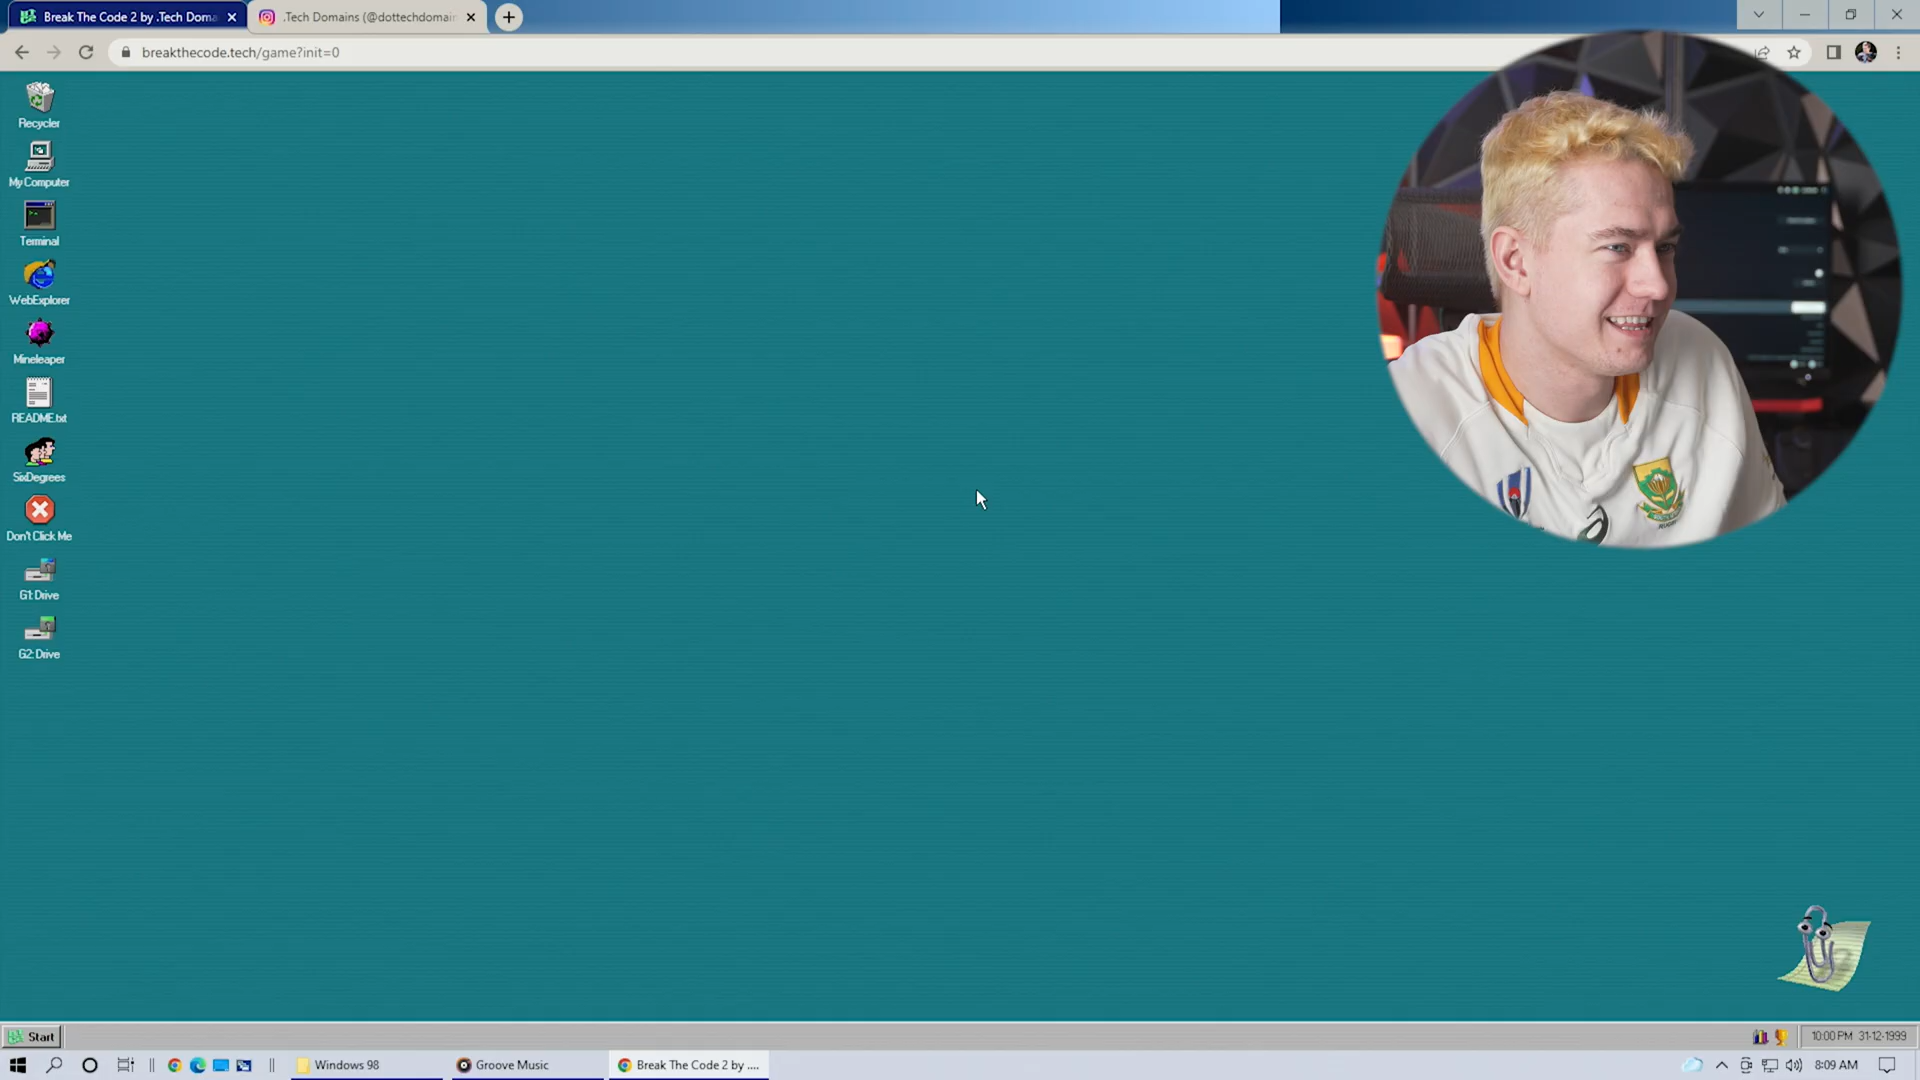 Break The Code 2 by .Tech Doma
.Tech Domains (@dottechdomain
breakthecode.tech/game?init=0
Recycler
My Computer
Terminal
WebExplorer
Mineleaper
README.txt
SixDegrees
Don't Click Me
G1: Drive
G2: Drive
Start
10:00 PM 31-12-1999
Windows 98
Groove Music
Break The Code 2 by ....
8:09 AM